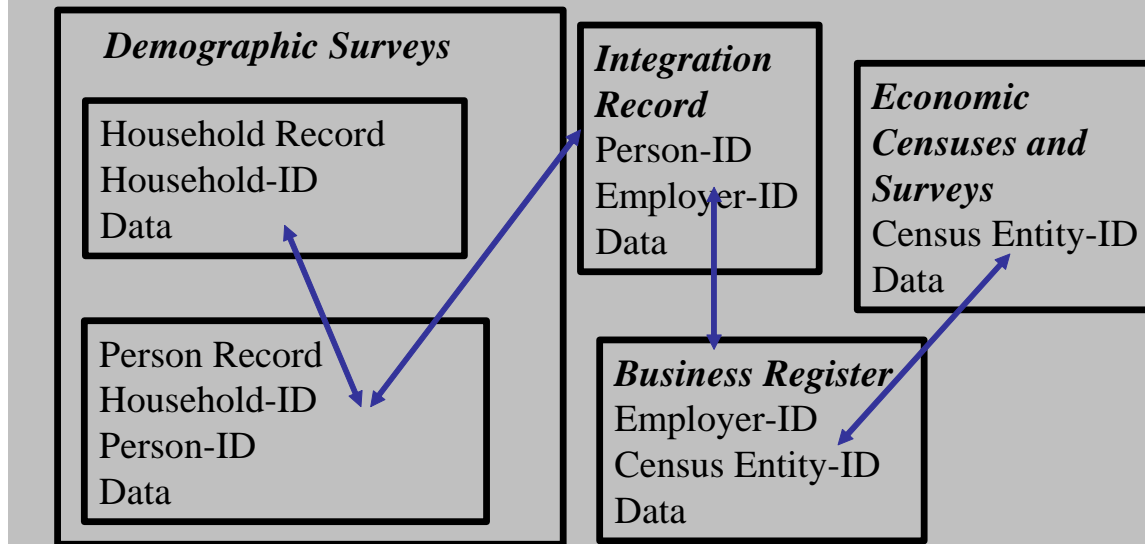 Demographic Surveys
Household Record
Household-ID
Data
Person Record
Household-ID
Person-ID
Data
Integration
Record
Person-ID
Employer-ID
Data
Business Register
Employer-ID
Census Entity-ID
Data
Economic
Censuses and
Surveys
Census Entity-ID
Data